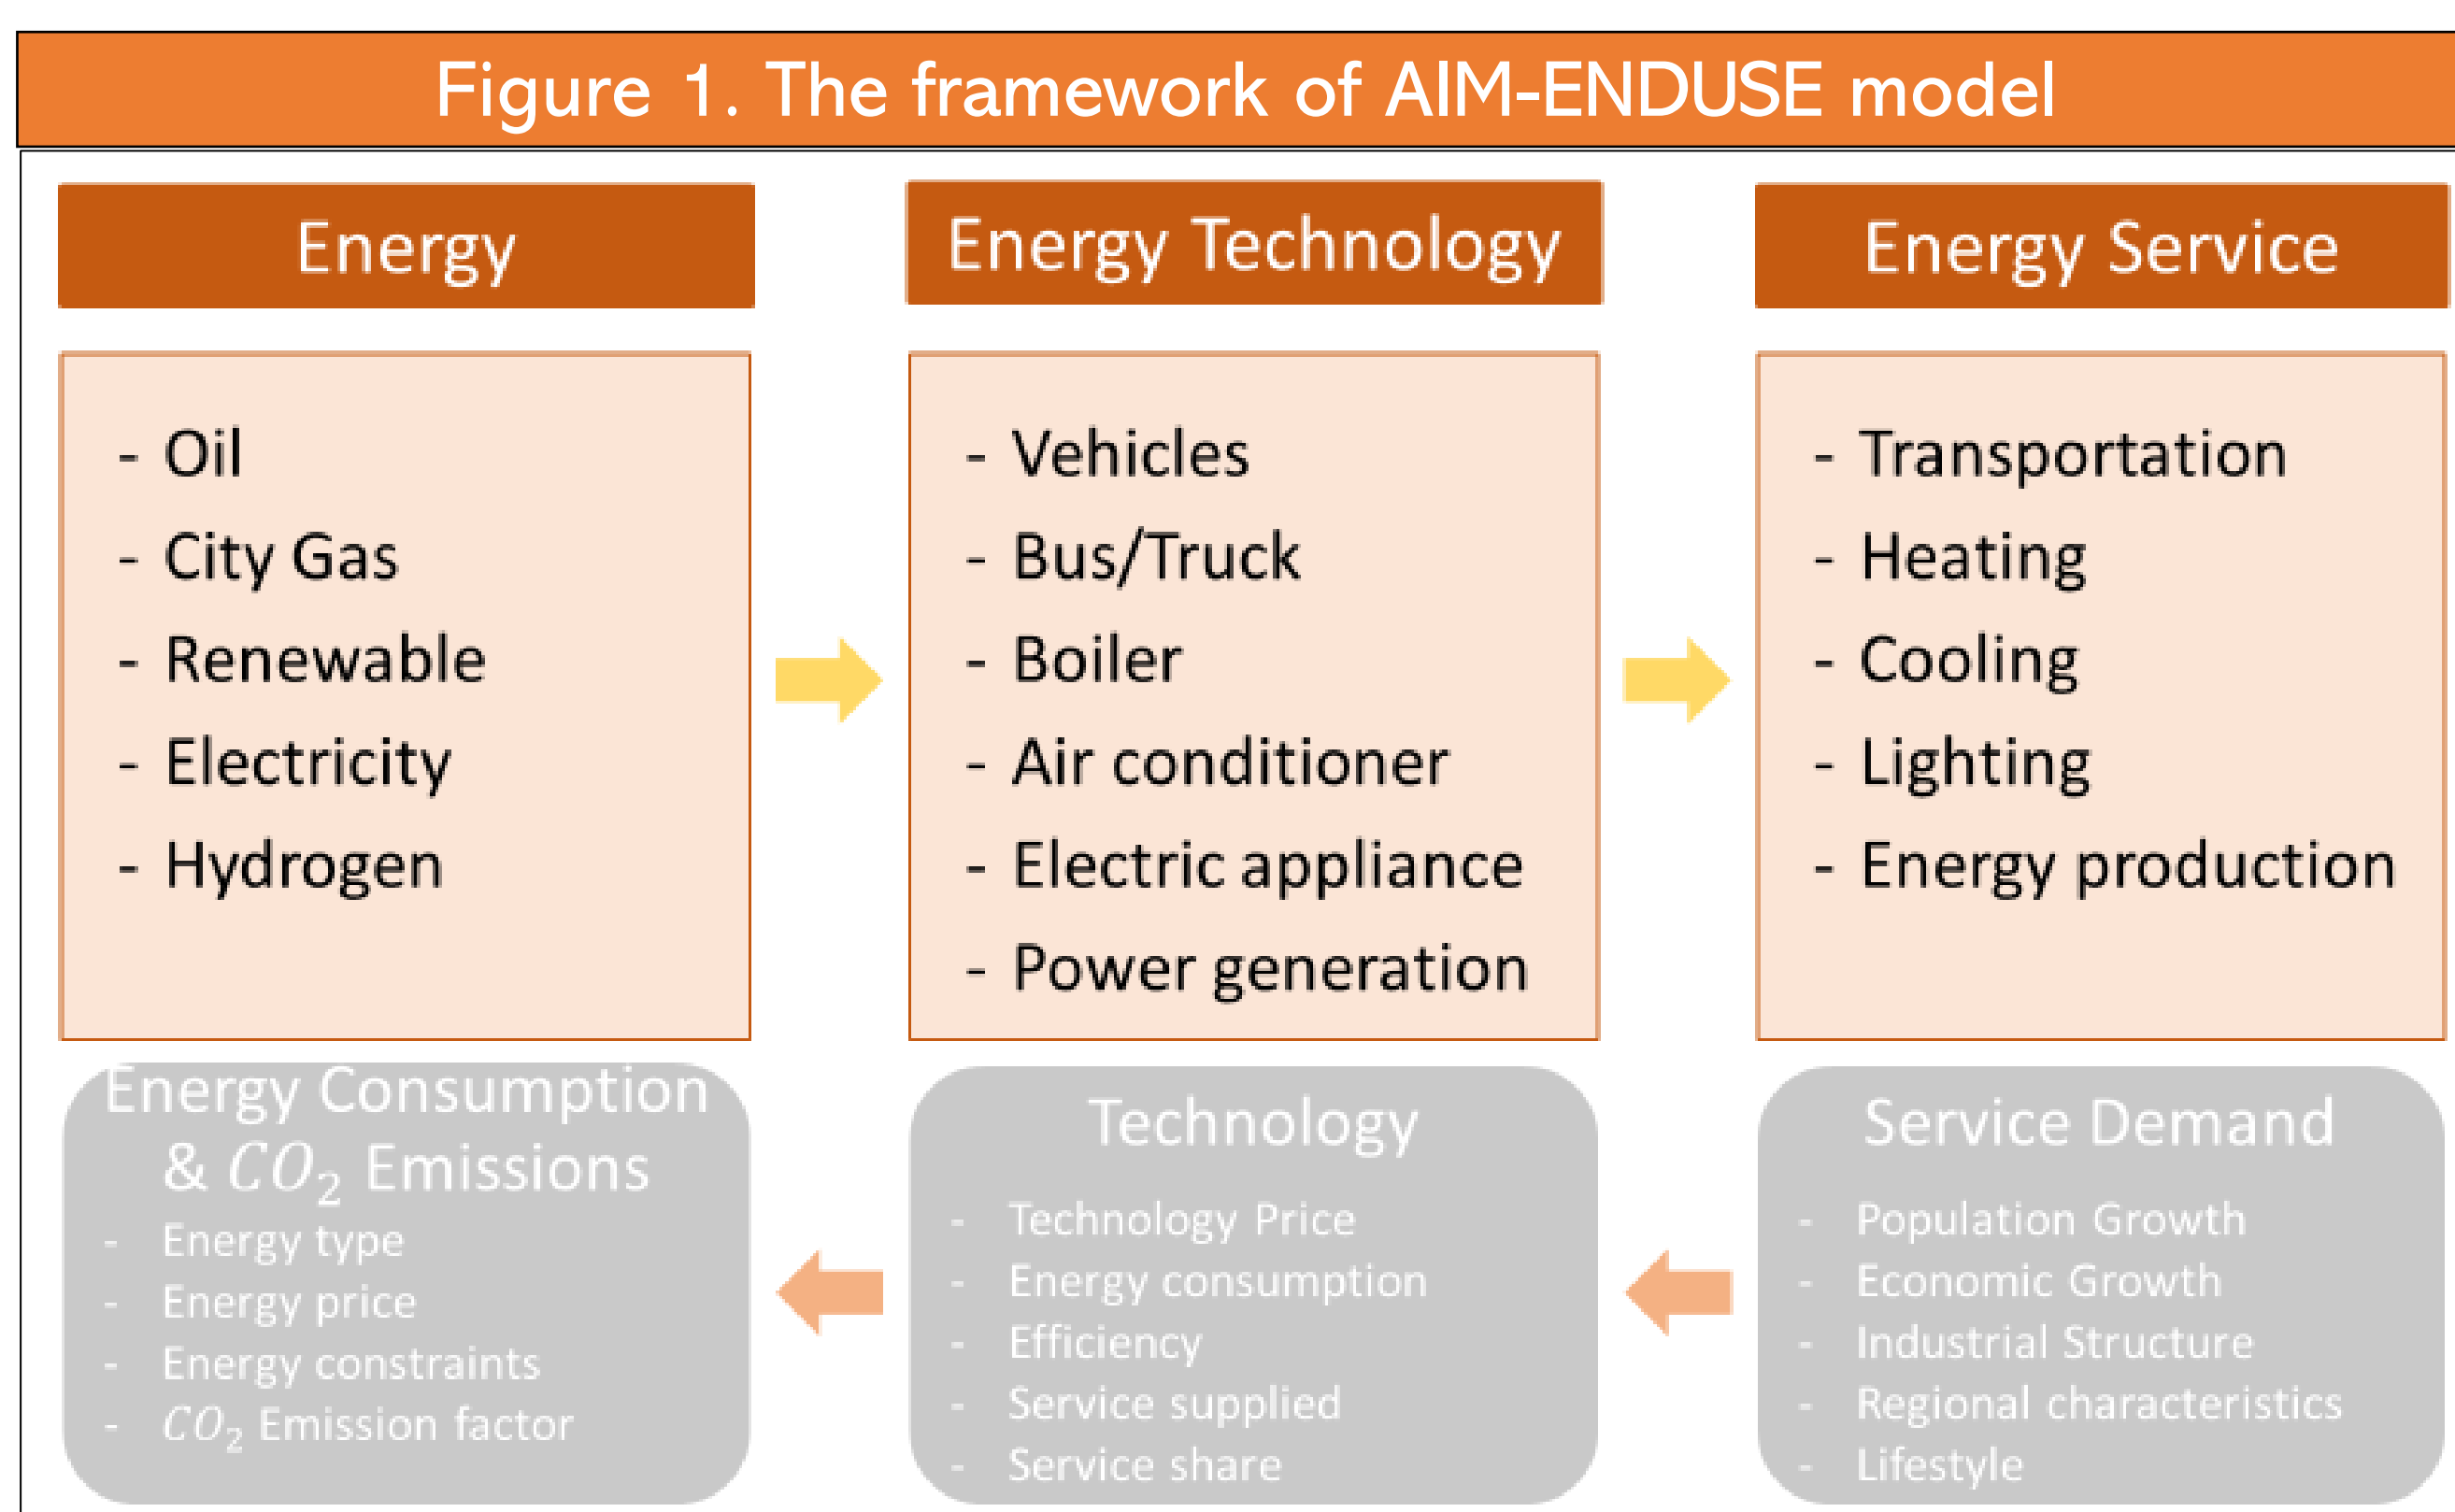 Figure 1. The framework of AIM-ENDUSE model
Energy
- Oil
- City Gas
- Renewable
- Electricity
- Hydrogen
Energy Technology
- Vehicles
- Bus/Truck
- Boiler
- Air conditioner
- Electric appliance
- Power generation
Energy Service
- Transportation
- Heating
- Cooling
- Lighting
- Energy production
Energy Consumption
& CO₂ Emissions
- Energy type
- Energy price
- Energy constraints
- CO₂ Emission factor
Technology
- Technology Price
- Energy consumption
- Efficiency
- Service supplied
- Service share
Service Demand
- Population Growth
- Economic Growth
- Industrial Structure
- Regional characteristics
- Lifestyle